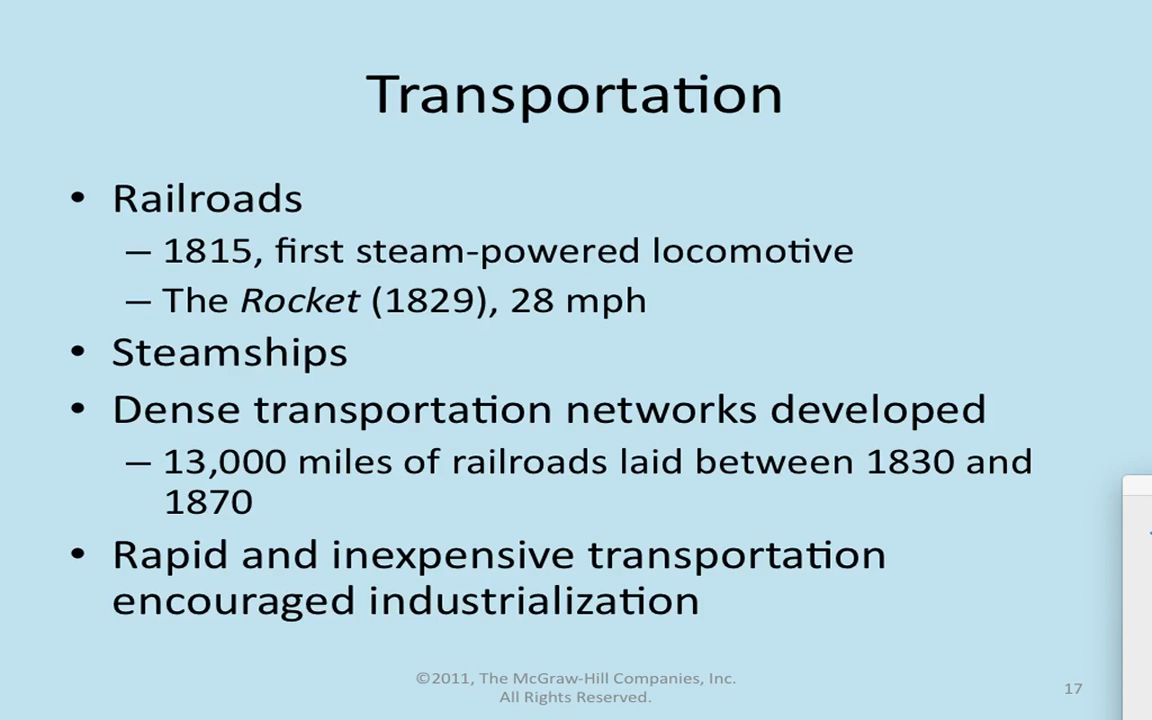 Transportation
• Railroads
– 1815, first steam-powered locomotive
– The Rocket (1829), 28 mph
• Steamships
• Dense transportation networks developed
– 13,000 miles of railroads laid between 1830 and
1870
• Rapid and inexpensive transportation
encouraged industrialization
©2011, The McGraw-Hill Companies, Inc.
All Rights Reserved.
17